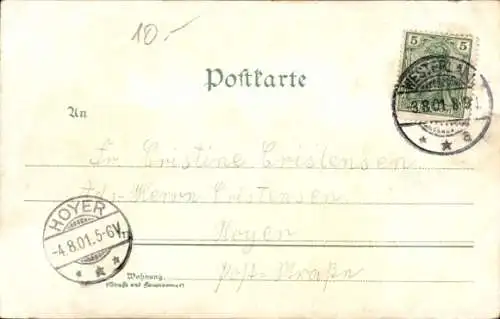 10.-
Postkarte
5 5
WESTERLAND
3.8.01.
* * a
An
Fr Cristine Cristensen
Hoyer
Post-Straße
HOYER
-4.8.01.5-6V.
* * *
Wohnung
(Straße und Hausnummer)